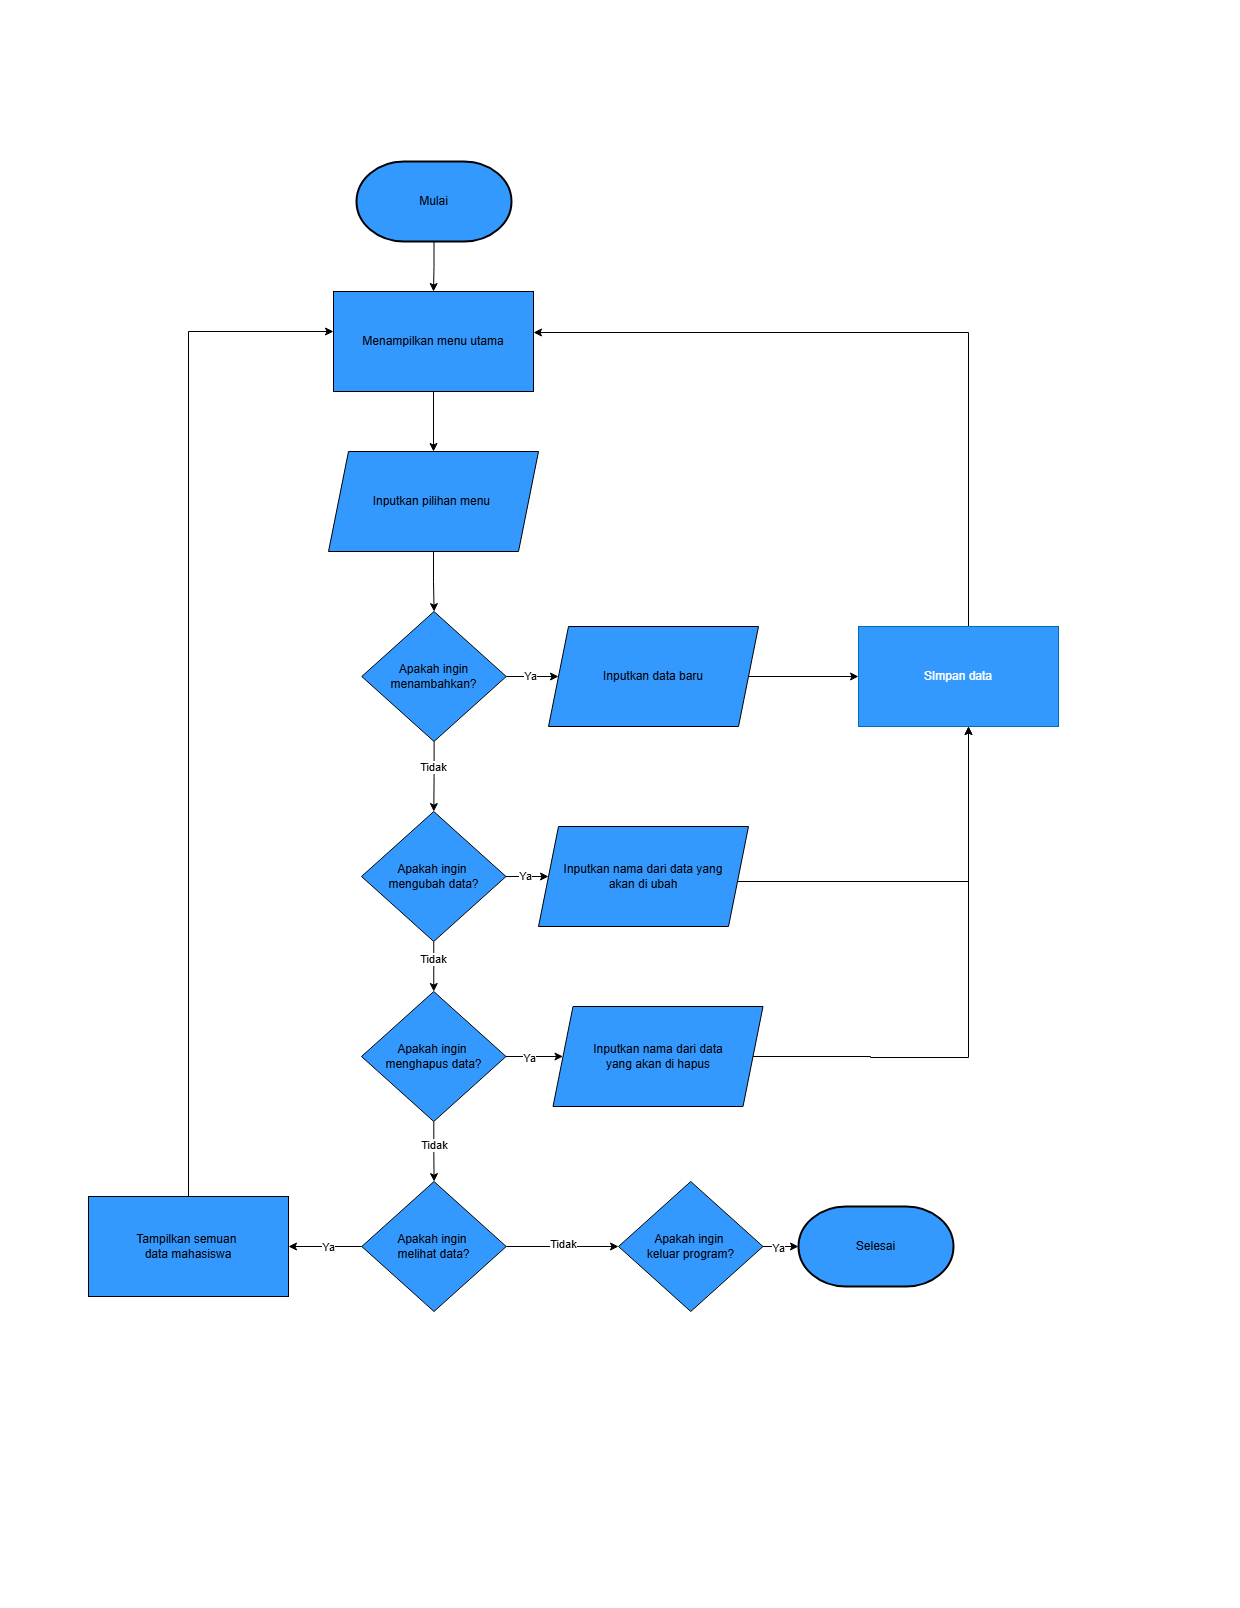 Mulai
Menampilkan menu utama
Inputkan pilihan menu
Apakah ingin
menambahkan?
Ya
Inputkan data baru
SImpan data
Tidak
Apakah ingin
mengubah data?
Ya
Inputkan nama dari data yang
akan di ubah
Tidak
Apakah ingin
menghapus data?
Ya
Inputkan nama dari data
yang akan di hapus
Tidak
Tampilkan semuan
data mahasiswa
Ya
Apakah ingin
melihat data?
Tidak
Apakah ingin
keluar program?
Ya
Selesai